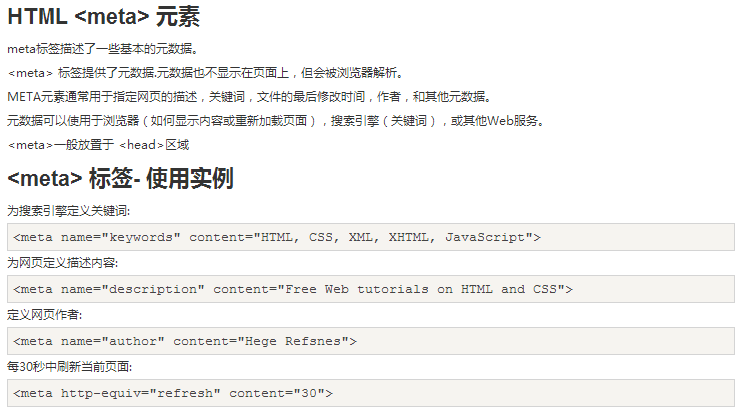 HTML <meta> 元素
meta标签描述了一些基本的元数据。
<meta> 标签提供了元数据.元数据也不显示在页面上，但会被浏览器解析。
META元素通常用于指定网页的描述，关键词，文件的最后修改时间，作者，和其他元数据。
元数据可以使用于浏览器（如何显示内容或重新加载页面），搜索引擎（关键词），或其他Web服务。
<meta>一般放置于 <head>区域
<meta> 标签- 使用实例
为搜索引擎定义关键词:
<meta name="keywords" content="HTML, CSS, XML, XHTML, JavaScript">
为网页定义描述内容:
<meta name="description" content="Free Web tutorials on HTML and CSS">
定义网页作者:
<meta name="author" content="Hege Refsnes">
每30秒中刷新当前页面:
<meta http-equiv="refresh" content="30">